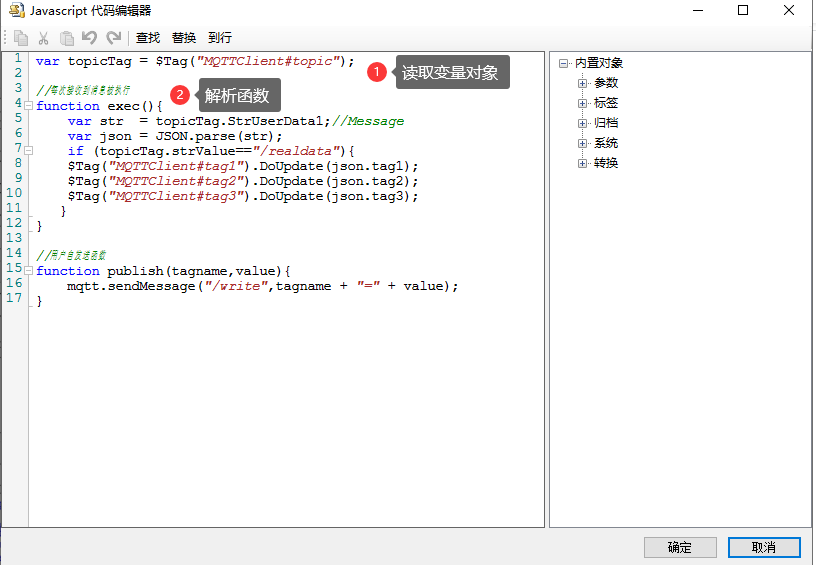 Javascript 代码编辑器
查找 替换 到行
1 var topicTag = $Tag("MQTTClient#topic");
1 读取变量对象
2
3 //每次接收到消息被执行
2 解析函数
4 function exec(){
5 var str = topicTag.StrUserData1;//Message
6 var json = JSON.parse(str);
7 if (topicTag.strValue=="/realdata"){
8 $Tag("MQTTClient#tag1").DoUpdate(json.tag1);
9 $Tag("MQTTClient#tag2").DoUpdate(json.tag2);
10 $Tag("MQTTClient#tag3").DoUpdate(json.tag3);
11 }
12 }
13
14 //用户自发送函数
15 function publish(tagname,value){
16 mqtt.sendMessage("/write",tagname + "=" + value);
17 }
内置对象
参数
标签
归档
系统
转换
确定 取消